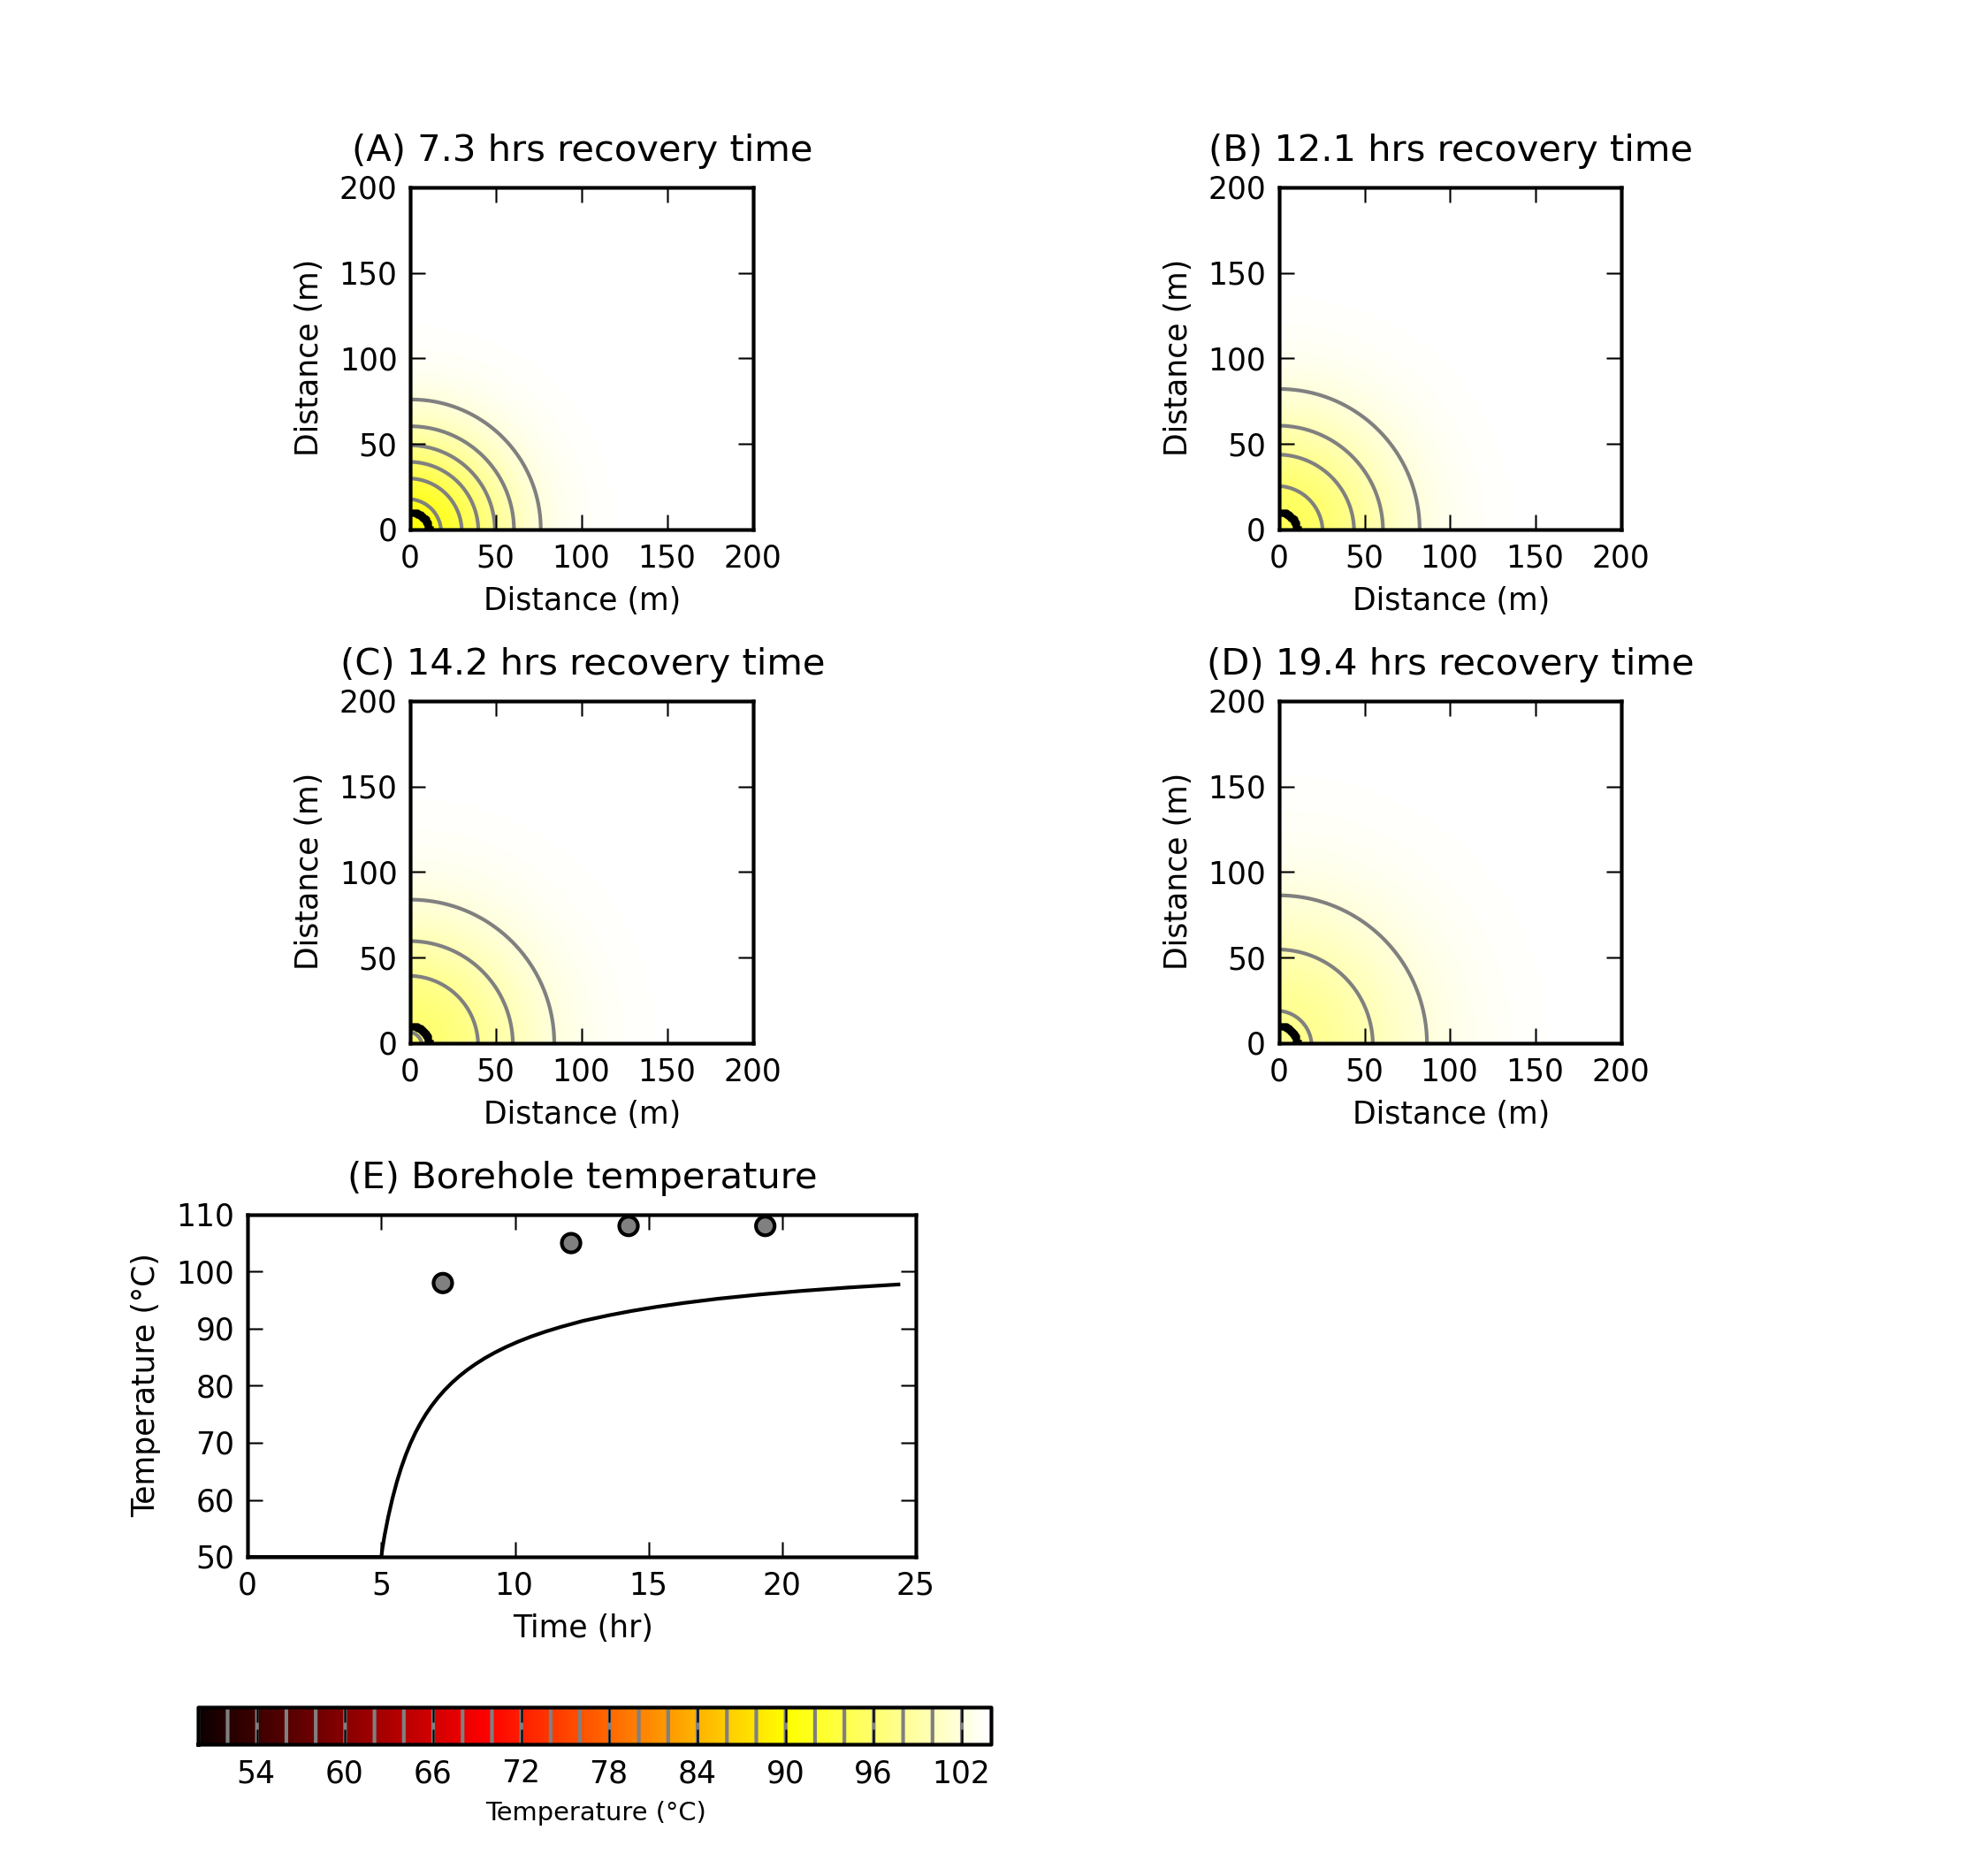 (A) 7.3 hrs recovery time
200
150
100
50
0
Distance (m)
0 50 100 150 200
Distance (m)
(B) 12.1 hrs recovery time
200
150
100
50
0
Distance (m)
0 50 100 150 200
Distance (m)
(C) 14.2 hrs recovery time
200
150
100
50
0
Distance (m)
0 50 100 150 200
Distance (m)
(D) 19.4 hrs recovery time
200
150
100
50
0
Distance (m)
0 50 100 150 200
Distance (m)
(E) Borehole temperature
110
100
90
80
70
60
50
Temperature (°C)
0 5 10 15 20 25
Time (hr)
54 60 66 72 78 84 90 96 102
Temperature (°C)